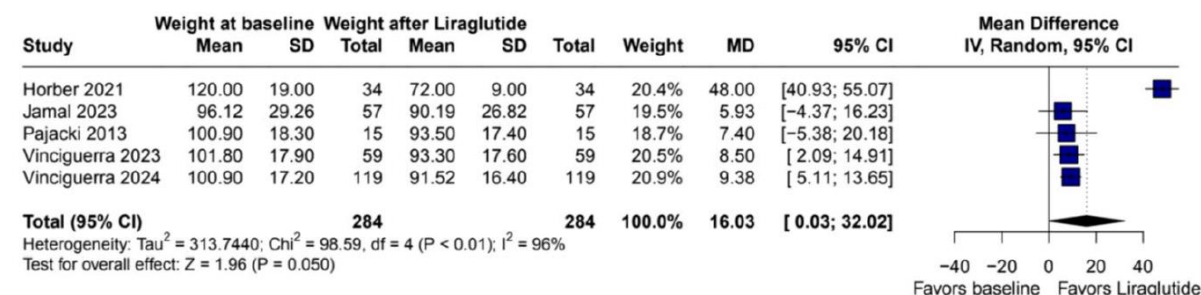 Weight at baseline Weight after Liraglutide Mean Difference
Study Mean SD Total Mean SD Total Weight MD 95% CI IV, Random, 95% CI
Horber 2021 120.00 19.00 34 72.00 9.00 34 20.4% 48.00 [40.93; 55.07]
Jamal 2023 96.12 29.26 57 90.19 26.82 57 19.5% 5.93 [−4.37; 16.23]
Pajacki 2013 100.90 18.30 15 93.50 17.40 15 18.7% 7.40 [−5.38; 20.18]
Vinciguerra 2023 101.80 17.90 59 93.30 17.60 59 20.5% 8.50 [ 2.09; 14.91]
Vinciguerra 2024 100.90 17.20 119 91.52 16.40 119 20.9% 9.38 [ 5.11; 13.65]
Total (95% CI) 284 284 100.0% 16.03 [ 0.03; 32.02]
Heterogeneity: Tau² = 313.7440; Chi² = 98.59, df = 4 (P < 0.01); I² = 96%
Test for overall effect: Z = 1.96 (P = 0.050)
−40 −20 0 20 40
Favors baseline Favors Liraglutide